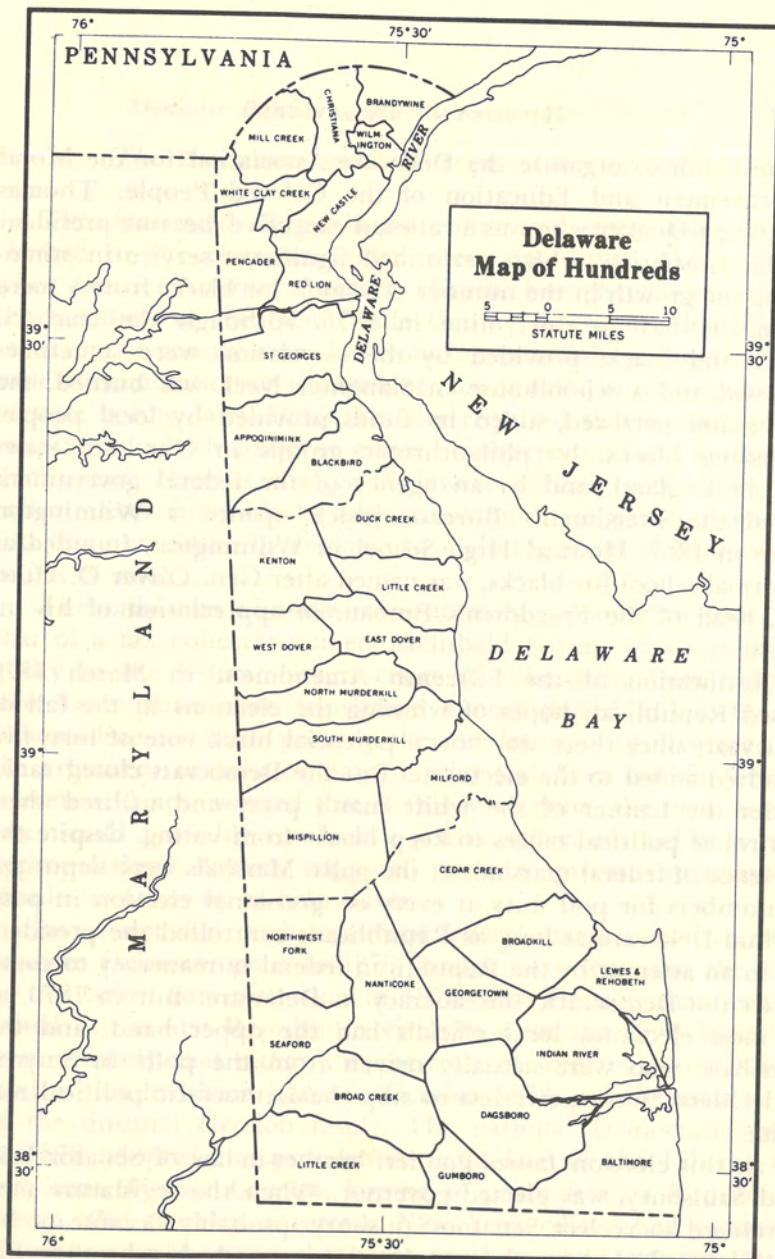 76°
75°30'
75°
PENNSYLVANIA
BRANDYWINE
CHRISTIANA
WILM-
INGTON
MILL CREEK
RIVER
WHITE CLAY CREEK
NEW CASTLE
PENCADER
RED LION
DELAWARE
Delaware
Map of Hundreds
5
10
STATUTE MILES
39°
30'
39°
30'
ST GEORGES
NEW JERSEY
APPOQINIMINK
BLACKBIRD
DUCK CREEK
KENTON
LITTLE CREEK
MARYLAND
WEST DOVER
EAST DOVER
DELAWARE
BAY
NORTH MURDERKILL
SOUTH MURDERKILL
39°
39°
MILFORD
MISPILLION
CEDAR CREEK
NORTHWEST
FORK
BROADKILL
NANTICOKE
GEORGETOWN
LEWES &
REHOBETH
SEAFORD
INDIAN RIVER
BROAD CREEK
DAGSBORO
LITTLE CREEK
GUMBORO
BALTIMORE
38°
30'
38°
30'
76°
75°30'
75°